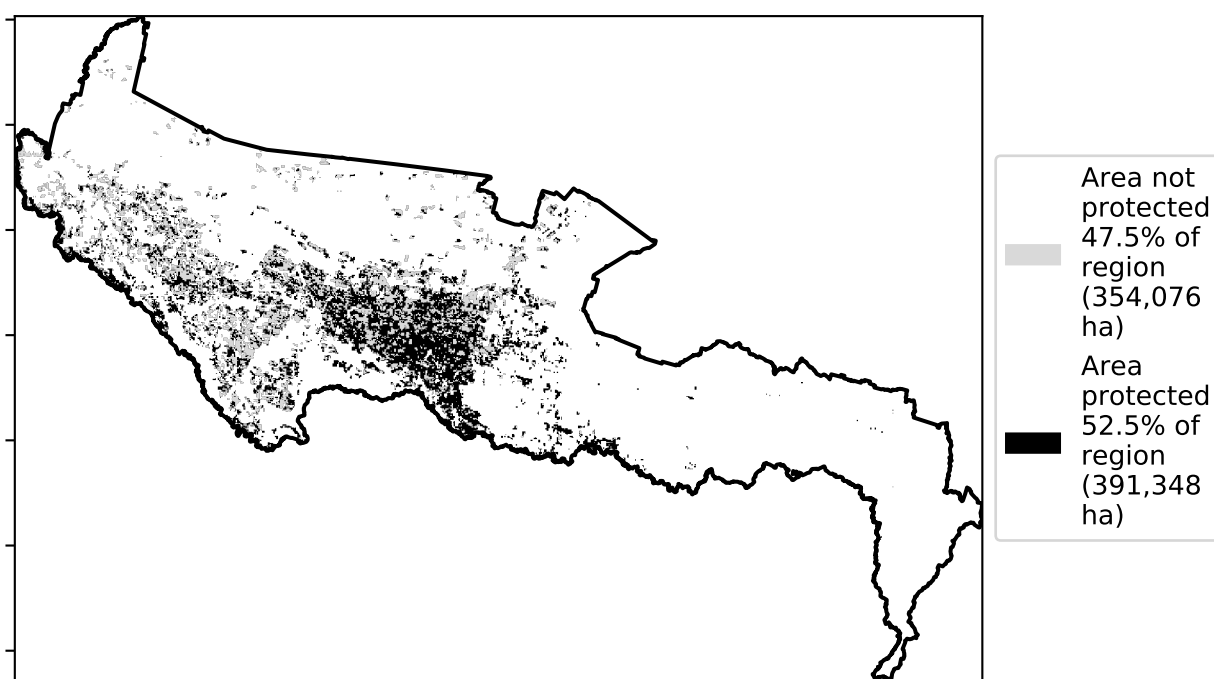 Area not
protected
47.5% of
region
(354,076
ha)
Area
protected
52.5% of
region
(391,348
ha)